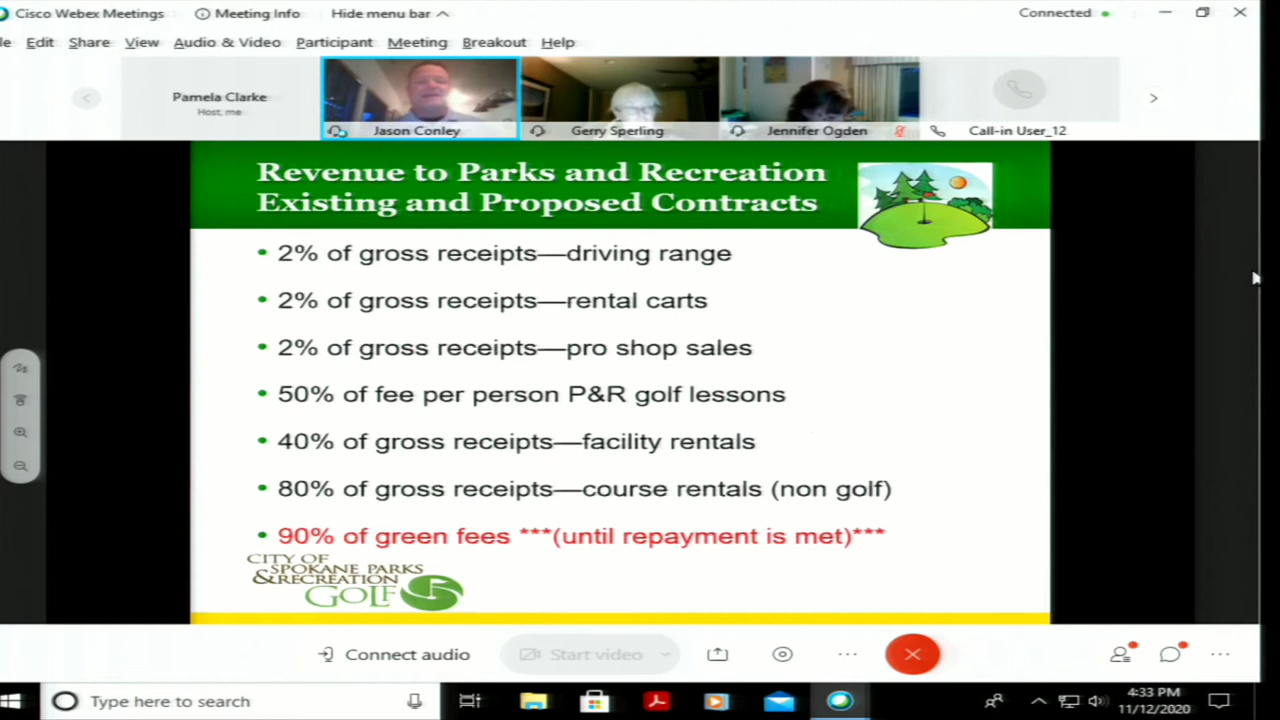 Cisco Webex Meetings
Meeting Info
Hide menu bar
Connected
le Edit Share View Audio & Video Participant Meeting Breakout Help
Pamela Clarke
Host, me
Jason Conley
Gerry Sperling
Jennifer Ogden
Call-in User_12
Revenue to Parks and Recreation
Existing and Proposed Contracts
• 2% of gross receipts—driving range
• 2% of gross receipts—rental carts
• 2% of gross receipts—pro shop sales
• 50% of fee per person P&R golf lessons
• 40% of gross receipts—facility rentals
• 80% of gross receipts—course rentals (non golf)
• 90% of green fees ***(until repayment is met)***
CITY OF
SPOKANE PARKS
&RECREATION
GOLF
Connect audio
Start video
Type here to search
4:33 PM
11/12/2020